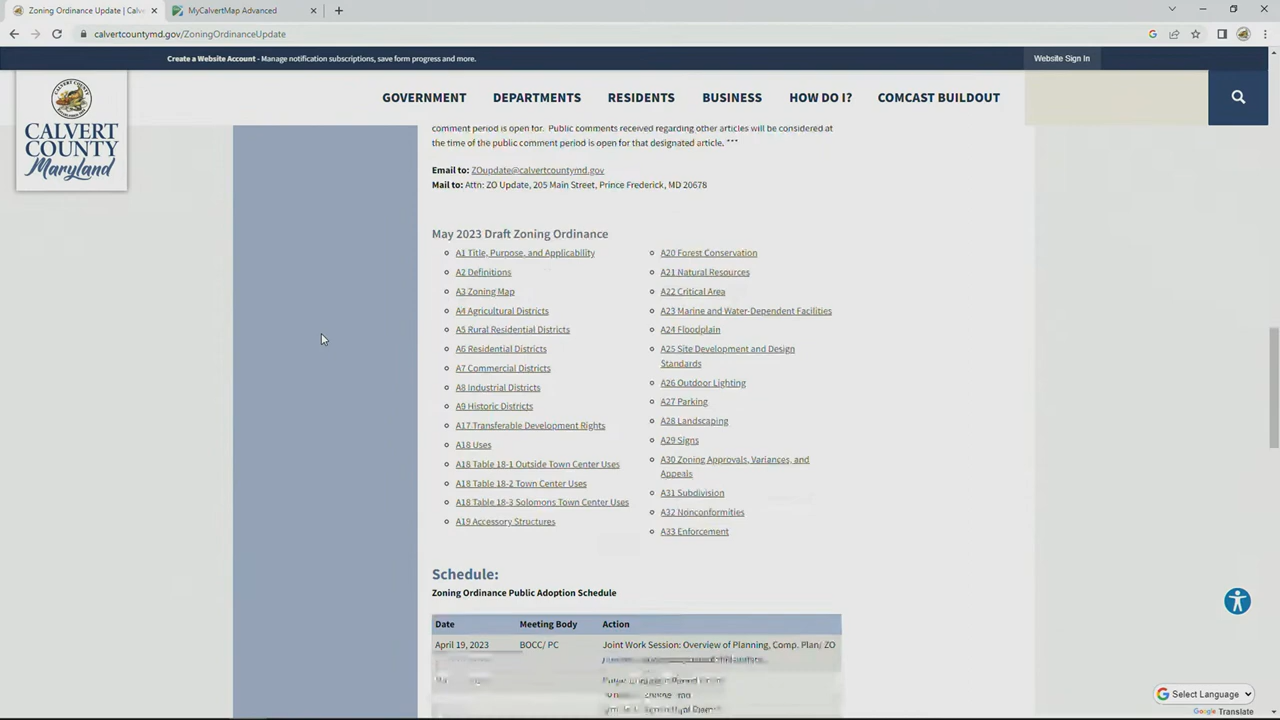 Zoning Ordinance Update | Calv
MyCalvertMap Advanced
calvertcountymd.gov/ZoningOrdinanceUpdate
Create a Website Account - Manage notification subscriptions, save form progress and more.
Website Sign In
CALVERT
COUNTY
Maryland
GOVERNMENT DEPARTMENTS RESIDENTS BUSINESS HOW DO I? COMCAST BUILDOUT
comment period is open for. Public comments received regarding other articles will be considered at
the time of the public comment period is open for that designated article. ***
Email to: ZOupdate@calvertcountymd.gov
Mail to: Attn: ZO Update, 205 Main Street, Prince Frederick, MD 20678
May 2023 Draft Zoning Ordinance
A1 Title, Purpose, and Applicability
A2 Definitions
A3 Zoning Map
A4 Agricultural Districts
A5 Rural Residential Districts
A6 Residential Districts
A7 Commercial Districts
A8 Industrial Districts
A9 Historic Districts
A17 Transferable Development Rights
A18 Uses
A18 Table 18-1 Outside Town Center Uses
A18 Table 18-2 Town Center Uses
A18 Table 18-3 Solomons Town Center Uses
A19 Accessory Structures
A20 Forest Conservation
A21 Natural Resources
A22 Critical Area
A23 Marine and Water-Dependent Facilities
A24 Floodplain
A25 Site Development and Design
Standards
A26 Outdoor Lighting
A27 Parking
A28 Landscaping
A29 Signs
A30 Zoning Approvals, Variances, and
Appeals
A31 Subdivision
A32 Nonconformities
A33 Enforcement
Schedule:
Zoning Ordinance Public Adoption Schedule
Date Meeting Body Action
April 19, 2023 BOCC/ PC Joint Work Session: Overview of Planning, Comp. Plan/ ZO
Select Language
Google Translate